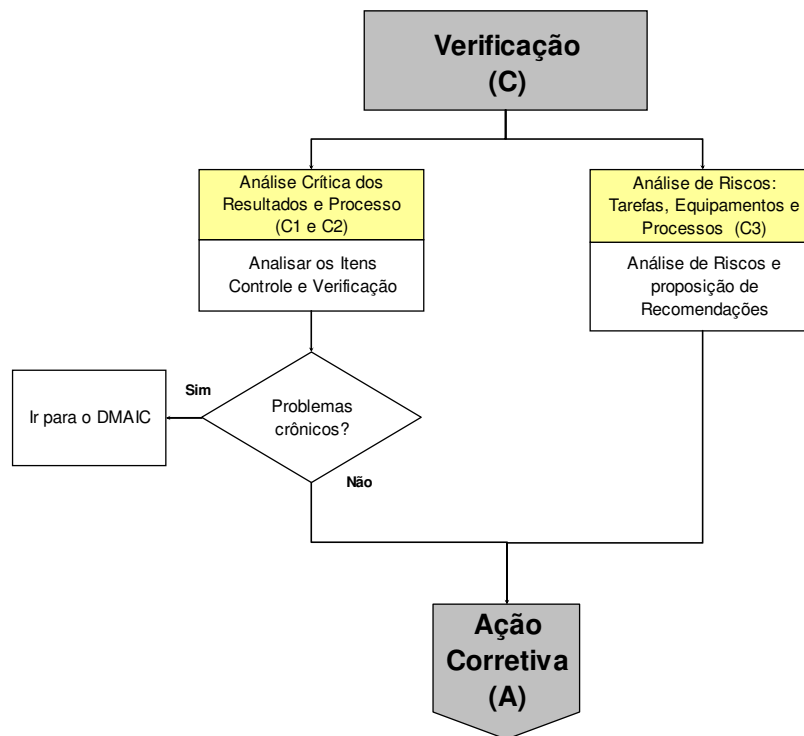 Verificação
(C)
Análise Crítica dos
Resultados e Processo
(C1 e C2)
Analisar os Itens
Controle e Verificação
Análise de Riscos:
Tarefas, Equipamentos e
Processos (C3)
Análise de Riscos e
proposição de
Recomendações
Sim
Ir para o DMAIC
Problemas
crônicos?
Não
Ação
Corretiva
(A)